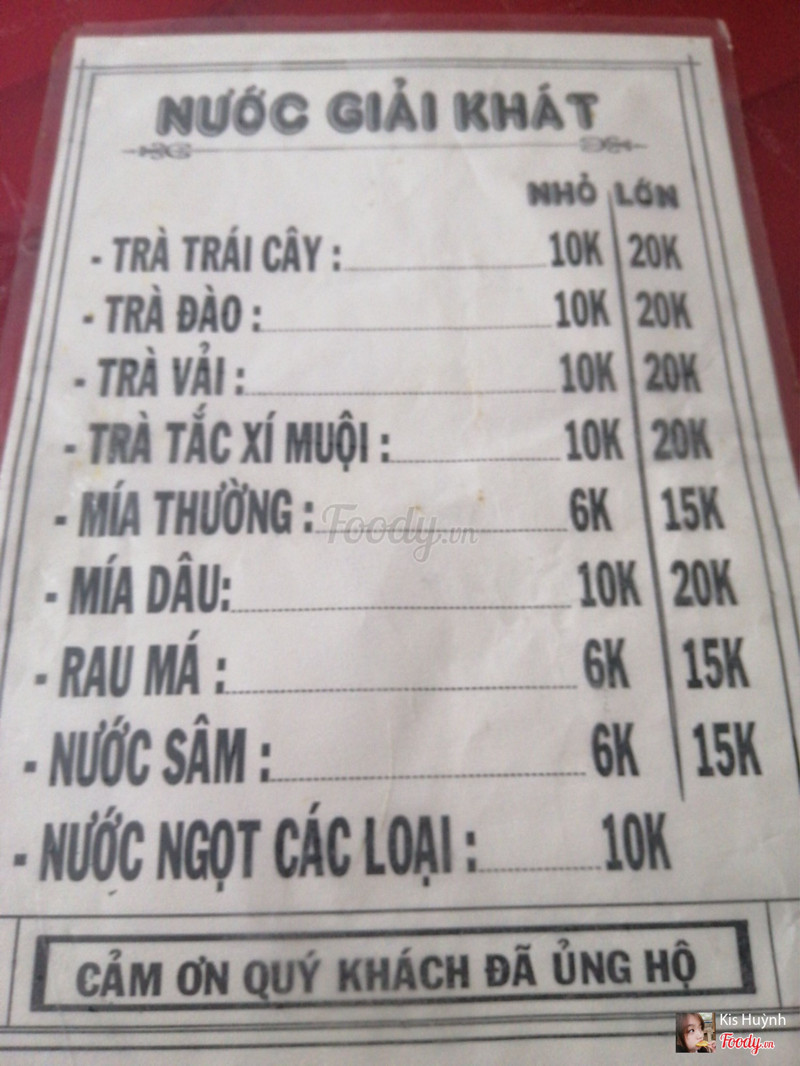 NƯỚC GIẢI KHÁT
NHỎ LỚN
- TRÀ TRÁI CÂY : 10K 20K
- TRÀ ĐÀO : 10K 20K
- TRÀ VẢI : 10K 20K
- TRÀ TẮC XÍ MUỘI : 10K 20K
- MÍA THƯỜNG : 6K 15K
- MÍA DÂU: 10K 20K
- RAU MÁ : 6K 15K
- NƯỚC SÂM : 6K 15K
- NƯỚC NGỌT CÁC LOẠI : 10K
CẢM ƠN QUÝ KHÁCH ĐÃ ỦNG HỘ
Foody.vn
Kis Huỳnh
Foody.vn